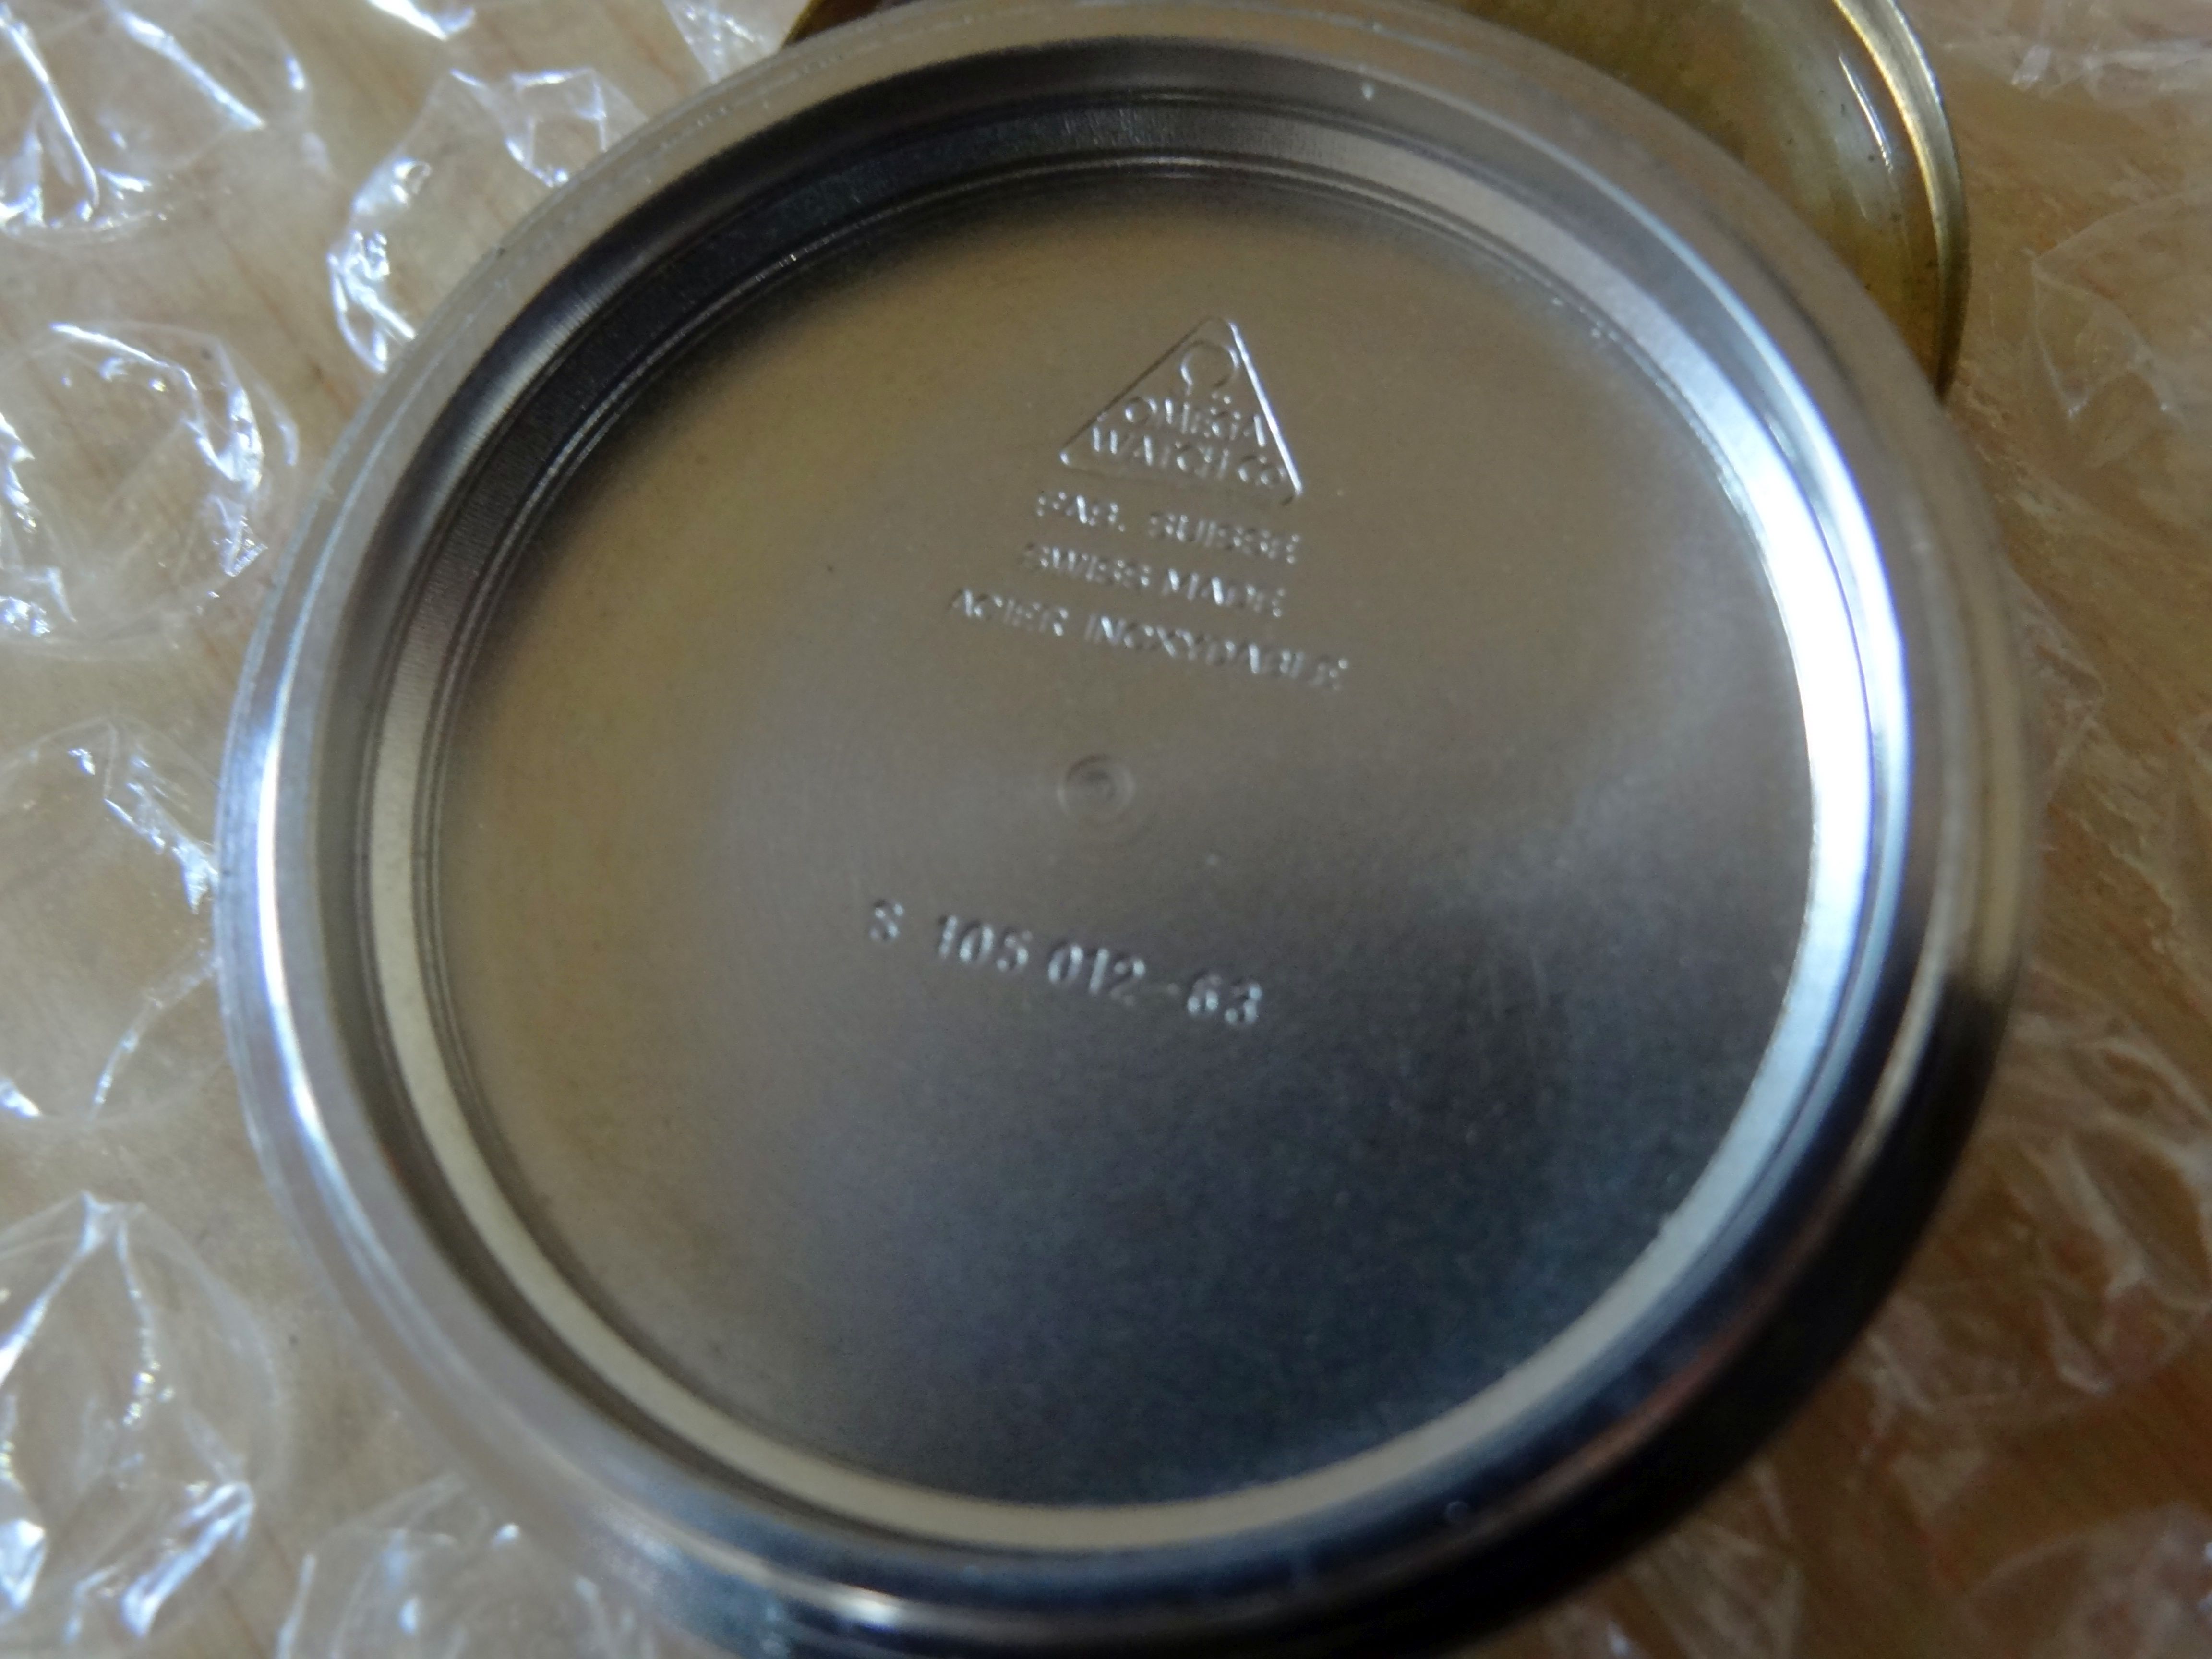 Ω
OMEGA
WATCH Co
FAB. SUISSE
SWISS MADE
ACIER INOXYDABLE
S 105 012-63